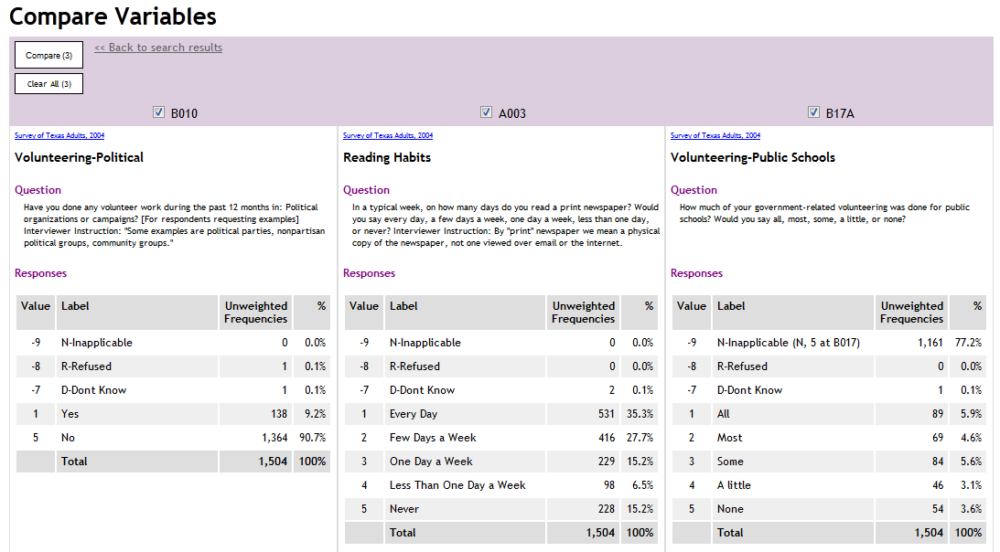 Compare Variables
Compare (3)
<< Back to search results
Clear All (3)
B010
A003
B17A
Survey of Texas Adults, 2004
Volunteering-Political
Question
Have you done any volunteer work during the past 12 months in: Political
organizations or campaigns? [For respondents requesting examples]
Interviewer Instruction: "Some examples are political parties, nonpartisan
political groups, community groups."
Responses
Value Label Unweighted Frequencies %
-9 N-Inapplicable 0 0.0%
-8 R-Refused 1 0.1%
-7 D-Dont Know 1 0.1%
1 Yes 138 9.2%
5 No 1,364 90.7%
Total 1,504 100%
Survey of Texas Adults, 2004
Reading Habits
Question
In a typical week, on how many days do you read a print newspaper? Would
you say every day, a few days a week, one day a week, less than one day,
or never? Interviewer Instruction: By "print" newspaper we mean a physical
copy of the newspaper, not one viewed over email or the internet.
Responses
Value Label Unweighted Frequencies %
-9 N-Inapplicable 0 0.0%
-8 R-Refused 0 0.0%
-7 D-Dont Know 2 0.1%
1 Every Day 531 35.3%
2 Few Days a Week 416 27.7%
3 One Day a Week 229 15.2%
4 Less Than One Day a Week 98 6.5%
5 Never 228 15.2%
Total 1,504 100%
Survey of Texas Adults, 2004
Volunteering-Public Schools
Question
How much of your government-related volunteering was done for public
schools? Would you say all, most, some, a little, or none?
Responses
Value Label Unweighted Frequencies %
-9 N-Inapplicable (N, 5 at B017) 1,161 77.2%
-8 R-Refused 0 0.0%
-7 D-Dont Know 1 0.1%
1 All 89 5.9%
2 Most 69 4.6%
3 Some 84 5.6%
4 A little 46 3.1%
5 None 54 3.6%
Total 1,504 100%